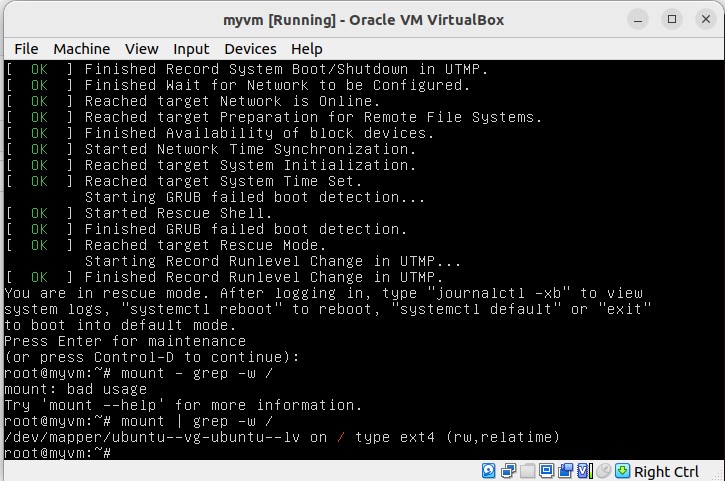 myvm [Running] - Oracle VM VirtualBox
File Machine View Input Devices Help
[  OK  ] Finished Record System Boot/Shutdown in UTMP.
[  OK  ] Finished Wait for Network to be Configured.
[  OK  ] Reached target Network is Online.
[  OK  ] Reached target Preparation for Remote File Systems.
[  OK  ] Finished Availability of block devices.
[  OK  ] Started Network Time Synchronization.
[  OK  ] Reached target System Initialization.
[  OK  ] Reached target System Time Set.
         Starting GRUB failed boot detection...
[  OK  ] Started Rescue Shell.
[  OK  ] Finished GRUB failed boot detection.
[  OK  ] Reached target Rescue Mode.
         Starting Record Runlevel Change in UTMP...
[  OK  ] Finished Record Runlevel Change in UTMP.
You are in rescue mode. After logging in, type "journalctl -xb" to view
system logs, "systemctl reboot" to reboot, "systemctl default" or "exit"
to boot into default mode.
Press Enter for maintenance
(or press Control-D to continue):
root@myvm:~# mount - grep -w /
mount: bad usage
Try 'mount --help' for more information.
root@myvm:~# mount | grep -w /
/dev/mapper/ubuntu--vg-ubuntu--lv on / type ext4 (rw,relatime)
root@myvm:~#
Right Ctrl